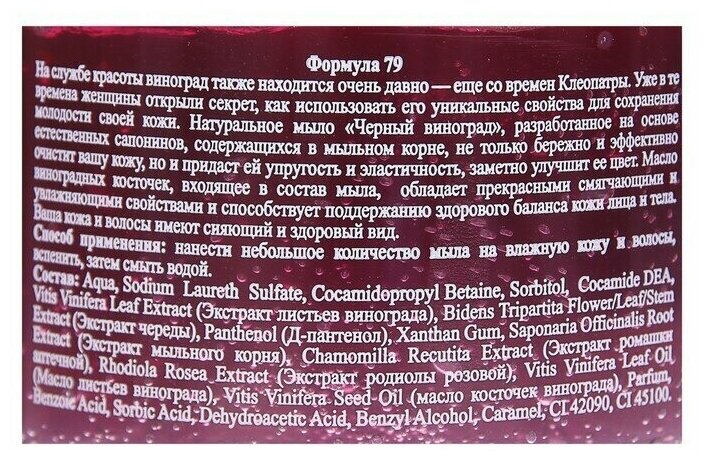 Формула 79
На службе красоты виноград также находится очень давно — еще со времен Клеопатры. Уже в те
времена женщины открыли секрет, как использовать его уникальные свойства для сохранения
молодости своей кожи. Натуральное мыло «Черный виноград», разработанное на основе
естественных сапонинов, содержащихся в мыльном корне, не только бережно и эффективно
очистит вашу кожу, но и придаст ей упругость и эластичность, заметно улучшит ее цвет. Масло
виноградных косточек, входящее в состав мыла, обладает прекрасными смягчающими и
увлажняющими свойствами и способствует поддержанию здорового баланса кожи лица и тела.
Ваша кожа и волосы имеют сияющий и здоровый вид.
Способ применения: нанести небольшое количество мыла на влажную кожу и волосы,
вспенить, затем смыть водой.
Состав: Aqua, Sodium Laureth Sulfate, Cocamidopropyl Betaine, Sorbitol, Cocamide DEA,
Vitis Vinifera Leaf Extract (Экстракт листьев винограда), Bidens Tripartita Flower/Leaf/Stem
Extract (Экстракт череды), Panthenol (Д-пантенол), Xanthan Gum, Saponaria Officinalis Root
Extract (Экстракт мыльного корня), Chamomilla Recutita Extract (Экстракт ромашки
аптечной), Rhodiola Rosea Extract (Экстракт родиолы розовой), Vitis Vinifera Leaf Oil
(Масло листьев винограда), Vitis Vinifera Seed Oil (масло косточек винограда), Parfum,
Benzoic Acid, Sorbic Acid, Dehydroacetic Acid, Benzyl Alcohol, Caramel, CI 42090, CI 45100.